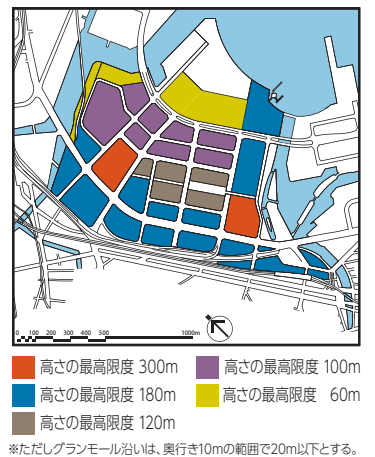 0 100 200 300 400 500 1000m
高さの最高限度 300m
高さの最高限度 100m
高さの最高限度 180m
高さの最高限度 60m
高さの最高限度 120m
※ただしグランモール沿いは、奥行き10mの範囲で20m以下とする。